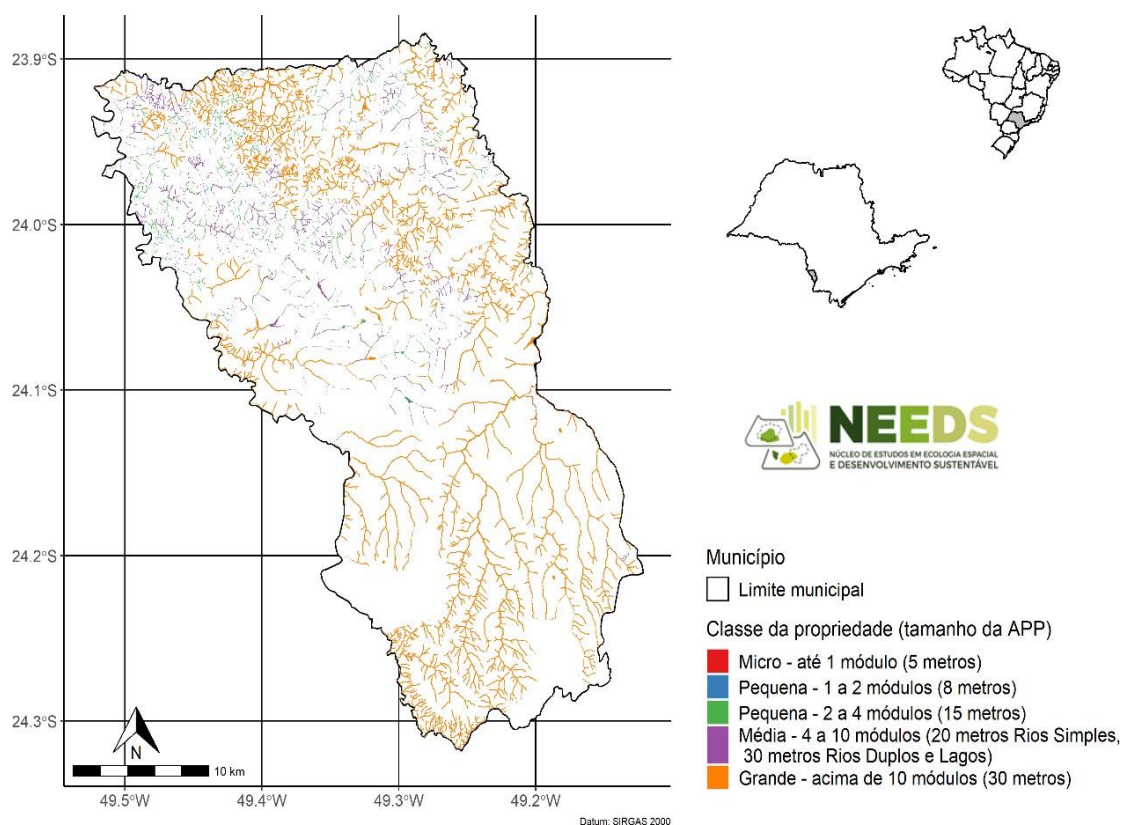 23.9°S
24.0°S
24.1°S
24.2°S
24.3°S
49.5°W
49.4°W
49.3°W
49.2°W
N
10 km
Datum: SIRGAS 2000
NEEDS
NÚCLEO DE ESTUDOS EM ECOLOGIA ESPACIAL
E DESENVOLVIMENTO SUSTENTÁVEL
Município
Limite municipal
Classe da propriedade (tamanho da APP)
Micro - até 1 módulo (5 metros)
Pequena - 1 a 2 módulos (8 metros)
Pequena - 2 a 4 módulos (15 metros)
Média - 4 a 10 módulos (20 metros Rios Simples,
30 metros Rios Duplos e Lagos)
Grande - acima de 10 módulos (30 metros)